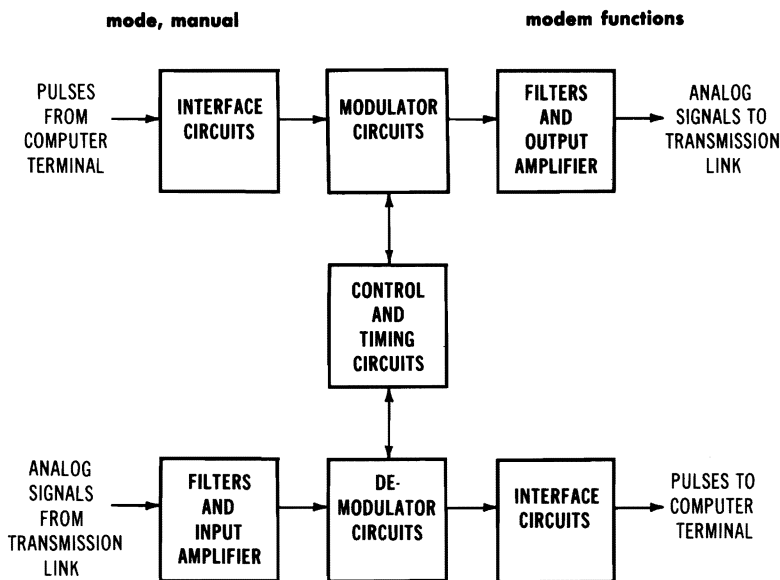 mode, manual
modem functions
PULSES
FROM
COMPUTER
TERMINAL
INTERFACE
CIRCUITS
MODULATOR
CIRCUITS
FILTERS
AND
OUTPUT
AMPLIFIER
ANALOG
SIGNALS TO
TRANSMISSION
LINK
CONTROL
AND
TIMING
CIRCUITS
ANALOG
SIGNALS
FROM
TRANSMISSION
LINK
FILTERS
AND
INPUT
AMPLIFIER
DE-
MODULATOR
CIRCUITS
INTERFACE
CIRCUITS
PULSES TO
COMPUTER
TERMINAL